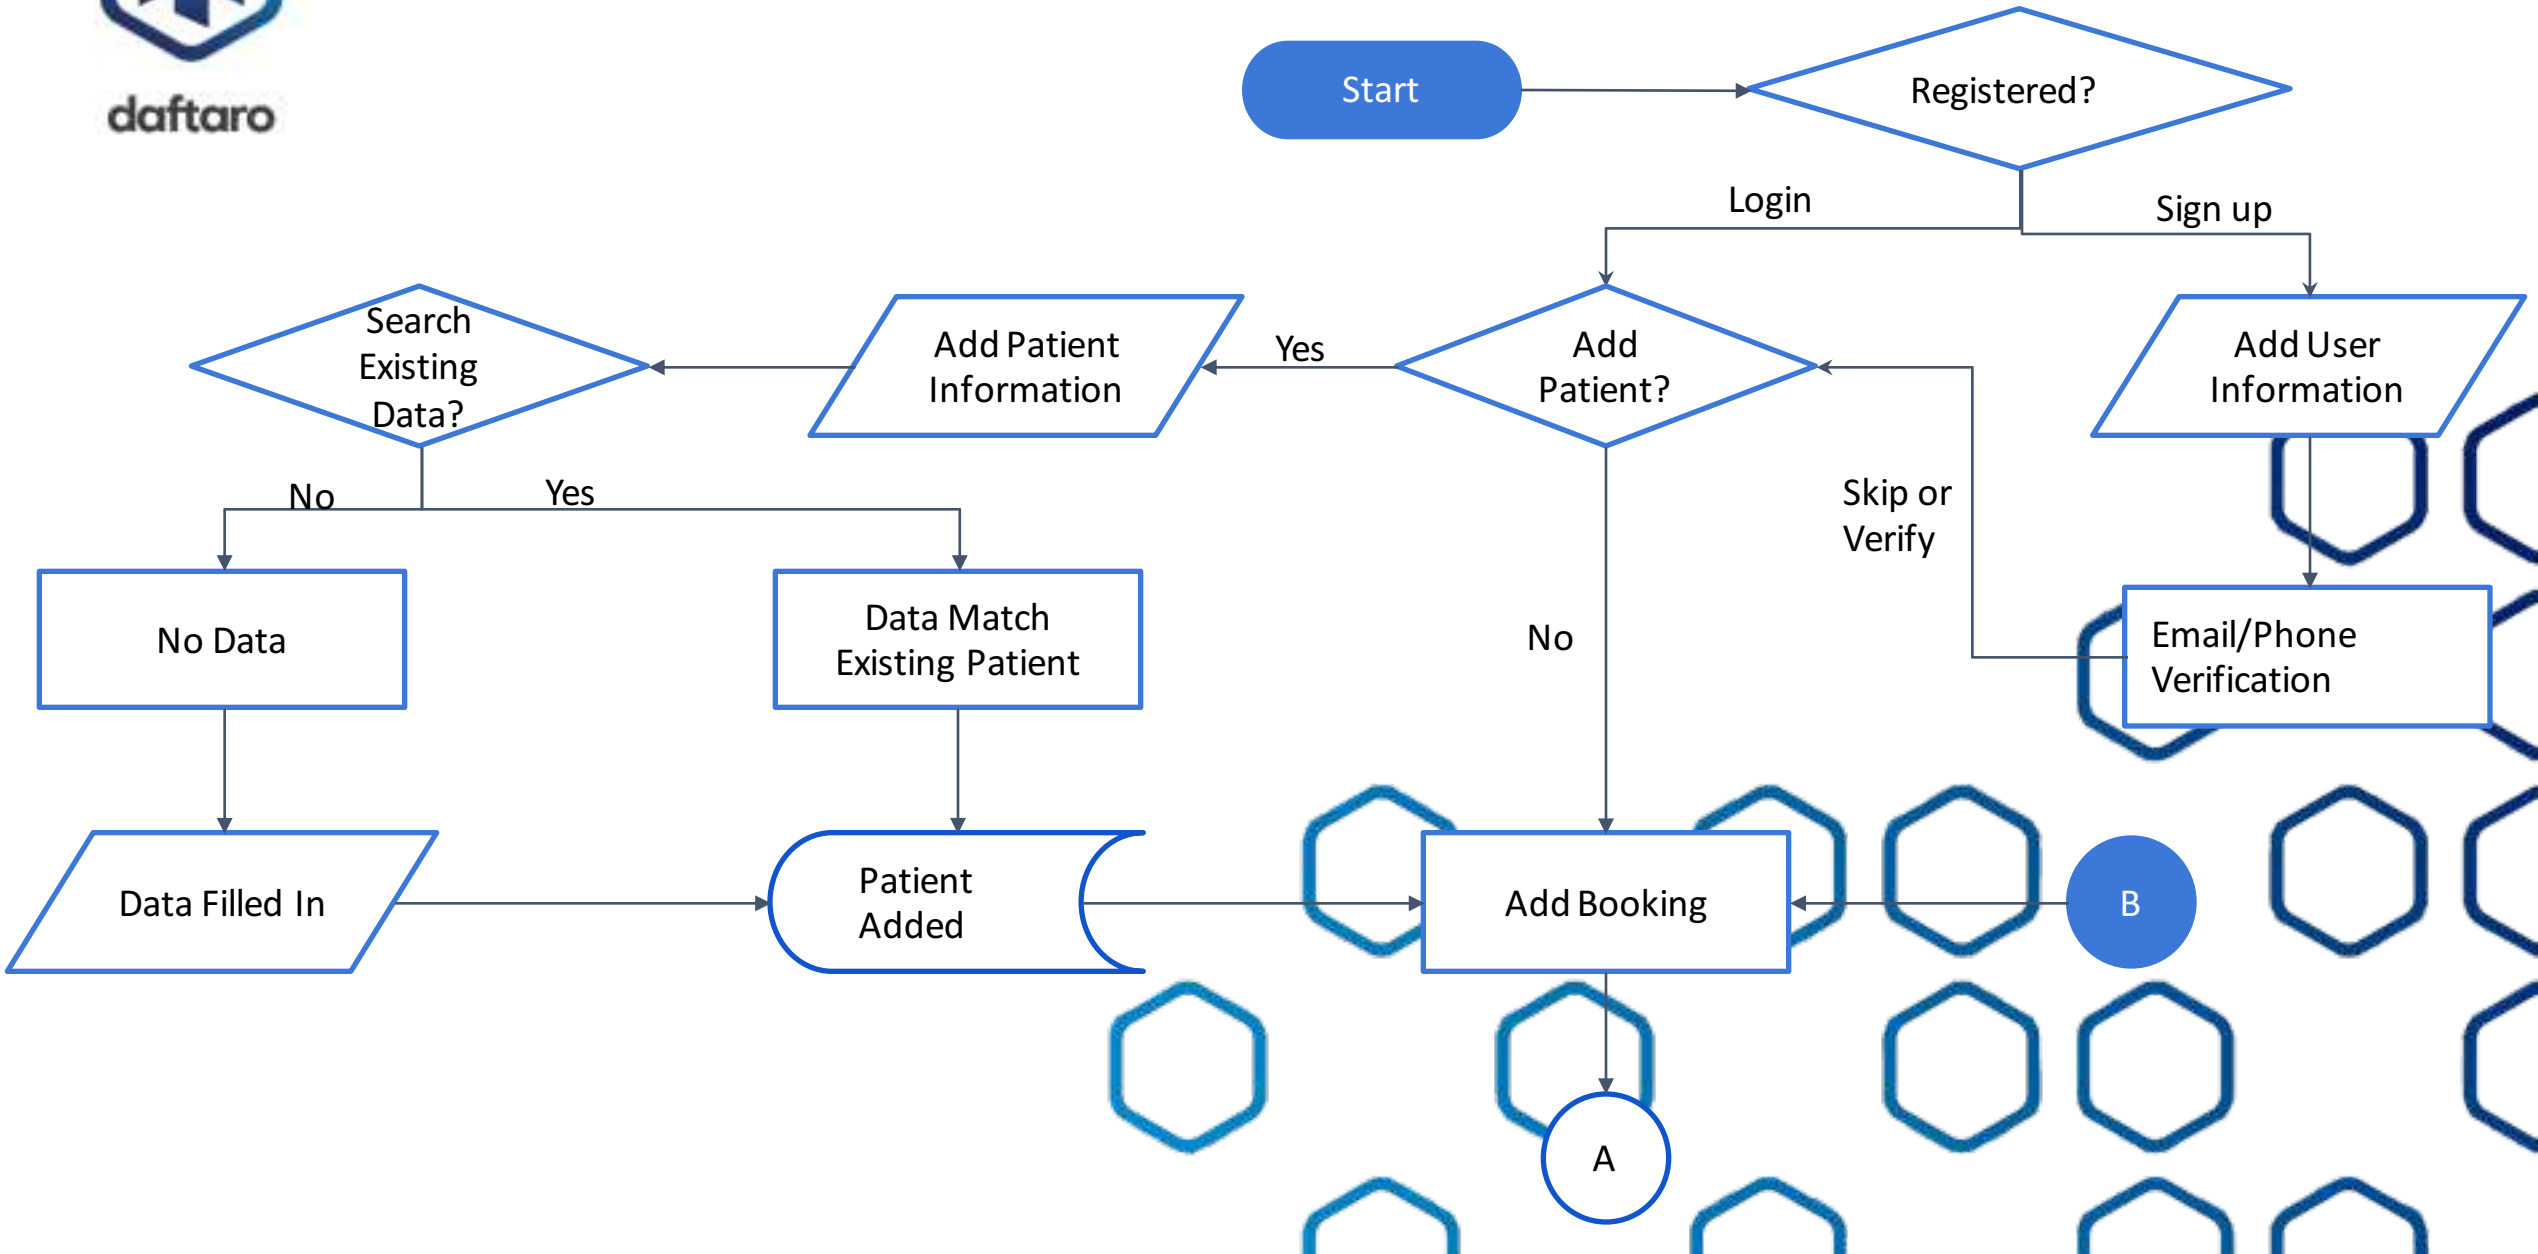 daftaro
Start
Registered?
Login
Sign up
Search
Existing
Data?
Add Patient
Information
Yes
Add
Patient?
Add User
Information
No
Yes
Skip or
Verify
No Data
Data Match
Existing Patient
No
Email/Phone
Verification
Data Filled In
Patient
Added
Add Booking
B
A